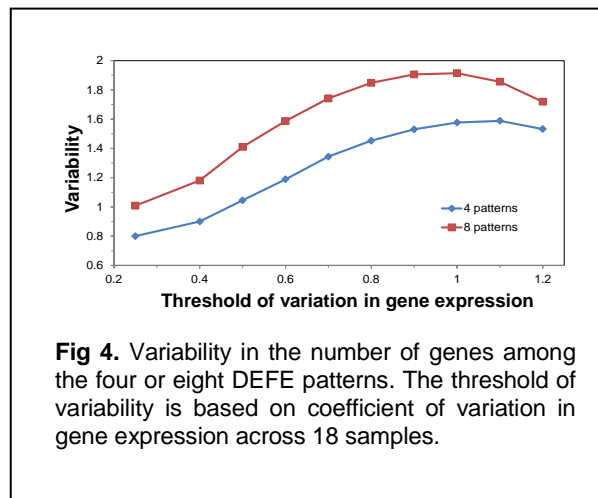 2
1.8
1.6
1.4
1.2
1
0.8
0.6
Variability
0.2
0.4
0.6
0.8
1
1.2
4 patterns
8 patterns
Threshold of variation in gene expression
Fig 4. Variability in the number of genes among
the four or eight DEFE patterns. The threshold of
variability is based on coefficient of variation in
gene expression across 18 samples.